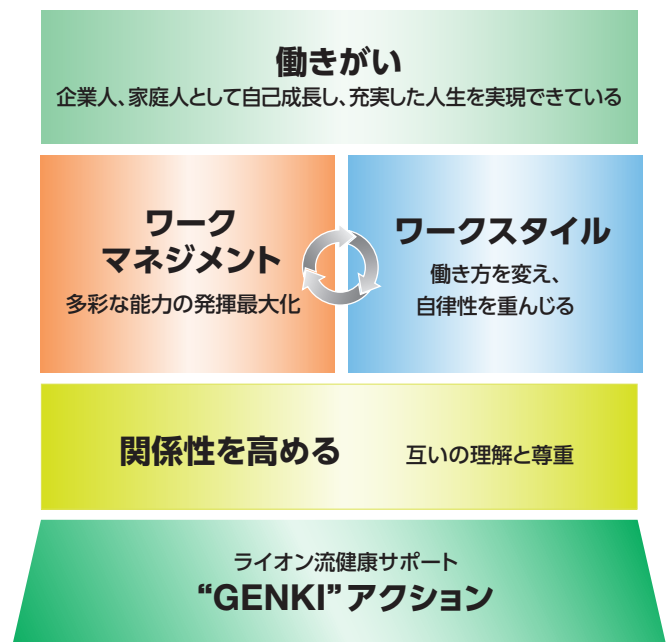 働きがい
企業人、家庭人として自己成長し、充実した人生を実現できている
ワーク
マネジメント
多彩な能力の発揮最大化
ワークスタイル
働き方を変え、
自律性を重んじる
関係性を高める 互いの理解と尊重
ライオン流健康サポート
“GENKI”アクション